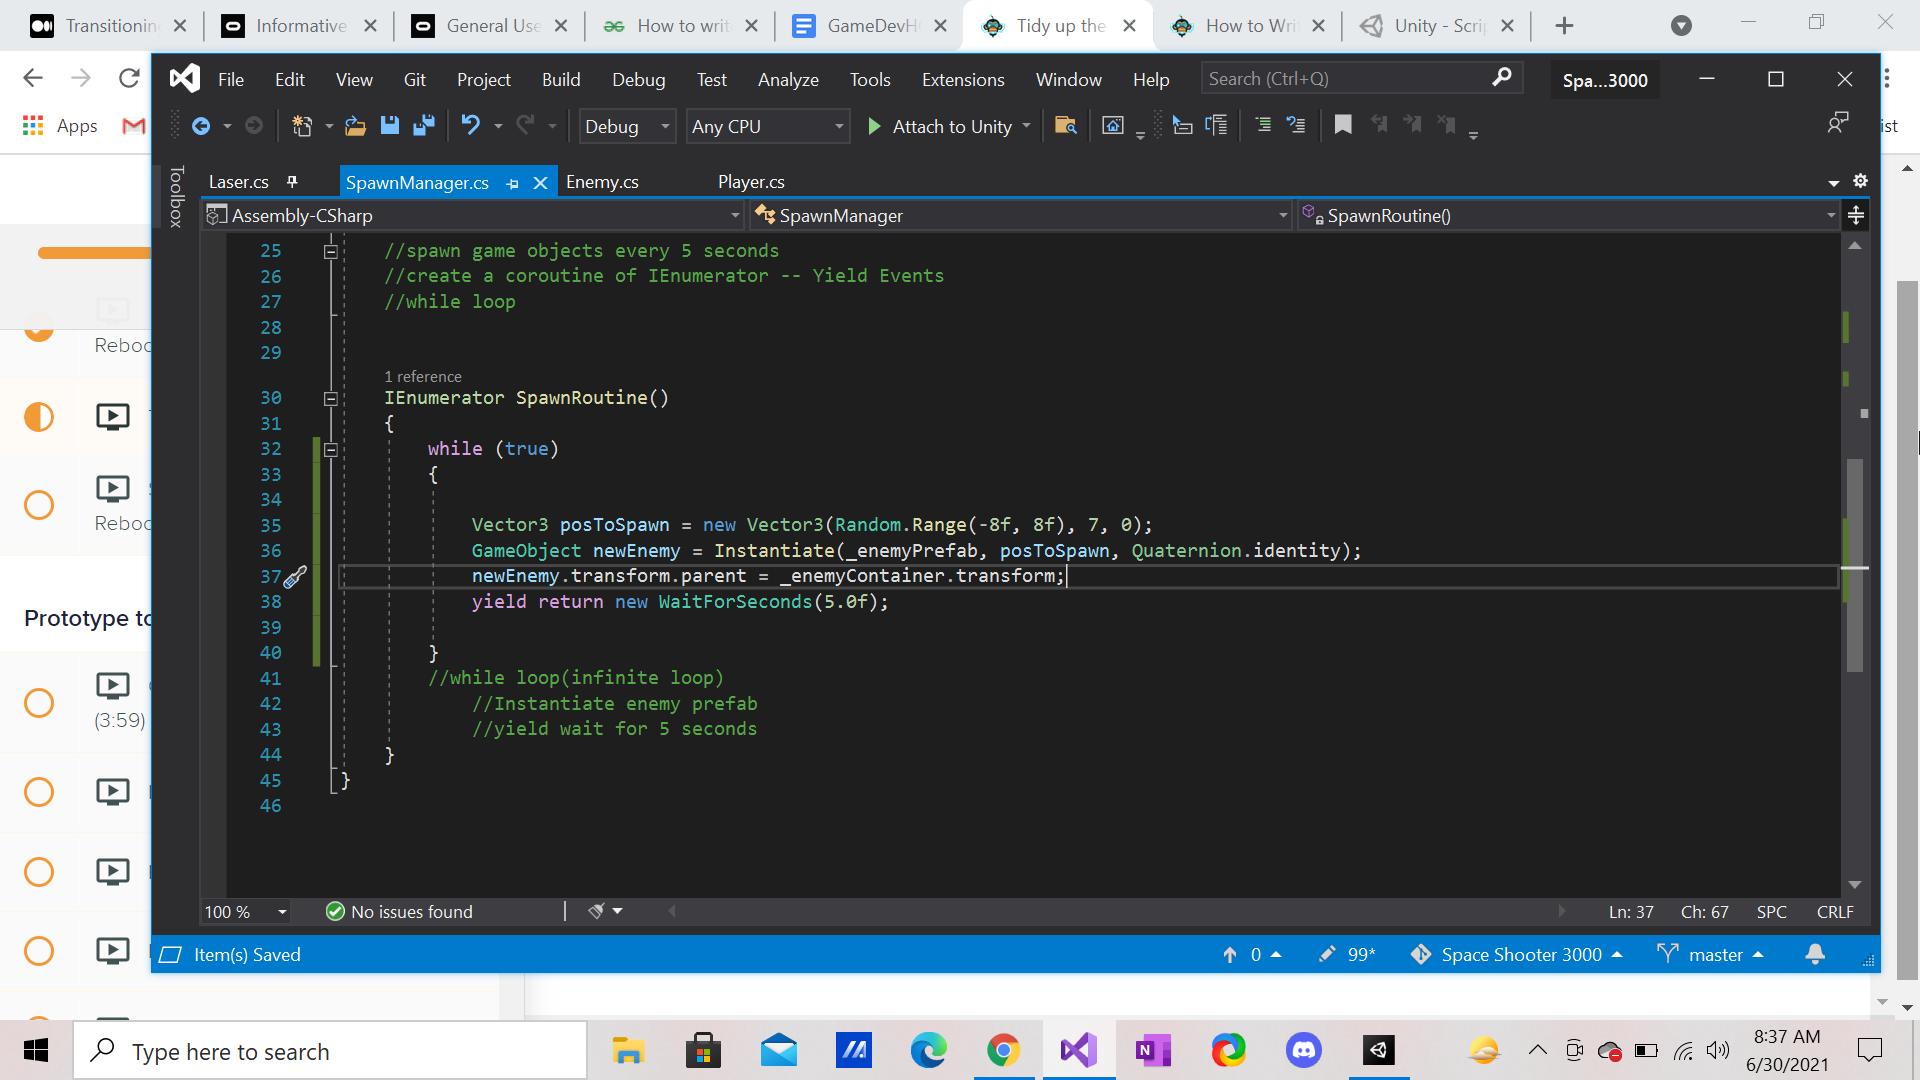 Transitioning
Informative
General Use
How to writ
GameDevH
Tidy up the
How to Wri
Unity - Scrip
Apps
ist
File Edit View Git Project Build Debug Test Analyze Tools Extensions Window Help
Search (Ctrl+Q)
Spa...3000
Debug
Any CPU
Attach to Unity
Toolbox
Laser.cs
SpawnManager.cs
Enemy.cs
Player.cs
Assembly-CSharp
SpawnManager
SpawnRoutine()
25 //spawn game objects every 5 seconds
26 //create a coroutine of IEnumerator -- Yield Events
27 //while loop
28
29
1 reference
30 IEnumerator SpawnRoutine()
31 {
32 while (true)
33 {
34
35 Vector3 posToSpawn = new Vector3(Random.Range(-8f, 8f), 7, 0);
36 GameObject newEnemy = Instantiate(_enemyPrefab, posToSpawn, Quaternion.identity);
37 newEnemy.transform.parent = _enemyContainer.transform;
38 yield return new WaitForSeconds(5.0f);
39
40 }
41 //while loop(infinite loop)
42 //Instantiate enemy prefab
43 //yield wait for 5 seconds
44 }
45 }
46
Reboo
Reboo
Prototype to
(3:59)
100 %
No issues found
Ln: 37 Ch: 67 SPC CRLF
Item(s) Saved
0
99*
Space Shooter 3000
master
Type here to search
8:37 AM
6/30/2021